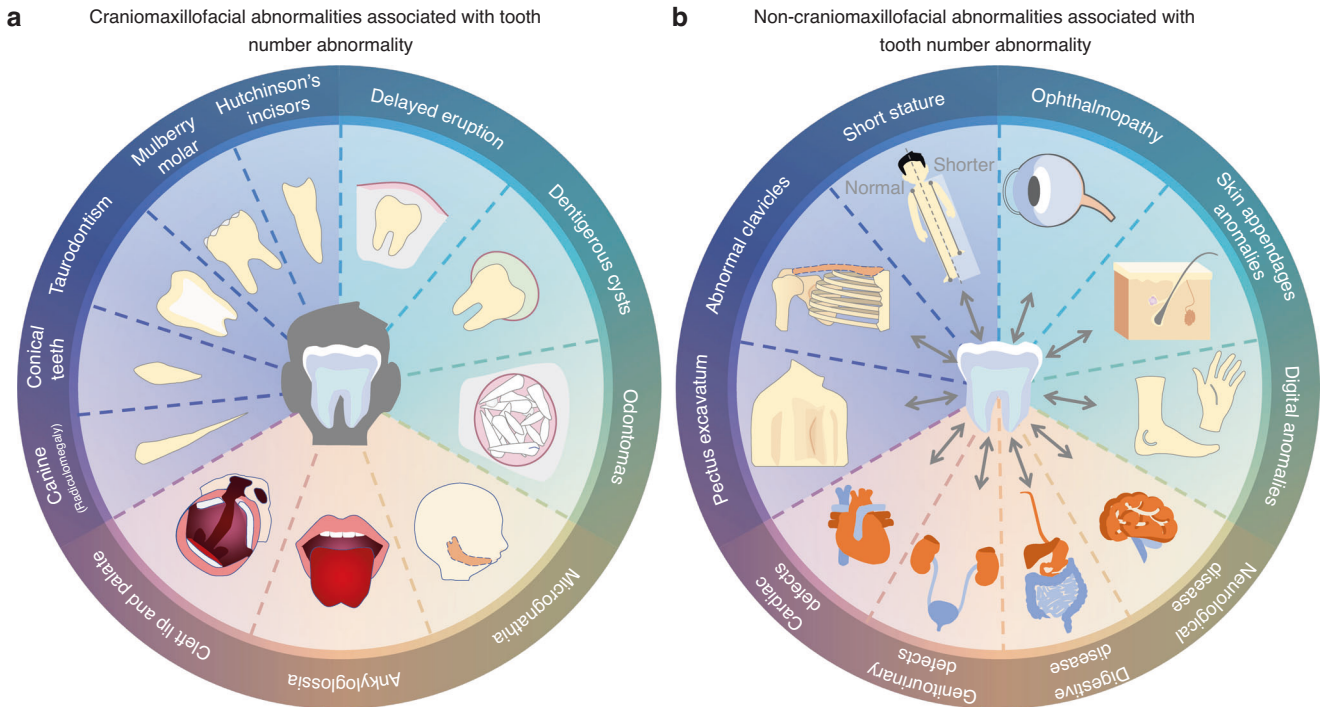 a
Craniomaxillofacial abnormalities associated with tooth
number abnormality
Hutchinson's
incisors
Delayed eruption
Mulberry
molar
Dentigerous cysts
Taurodontism
Conical
teeth
Odontomas
Canine
(Radiculomegaly)
Micrognathia
Cleft lip and palate
Ankyloglossia
b
Non-craniomaxillofacial abnormalities associated with
tooth number abnormality
Short stature
Ophthalmopathy
Shorter
Normal
Skin appendages
anomalies
Abnormal clavicles
Digital anomalies
Pectus excavatum
Neurological
disease
Cardiac
defects
Digestive
disease
Genitourinary
defects